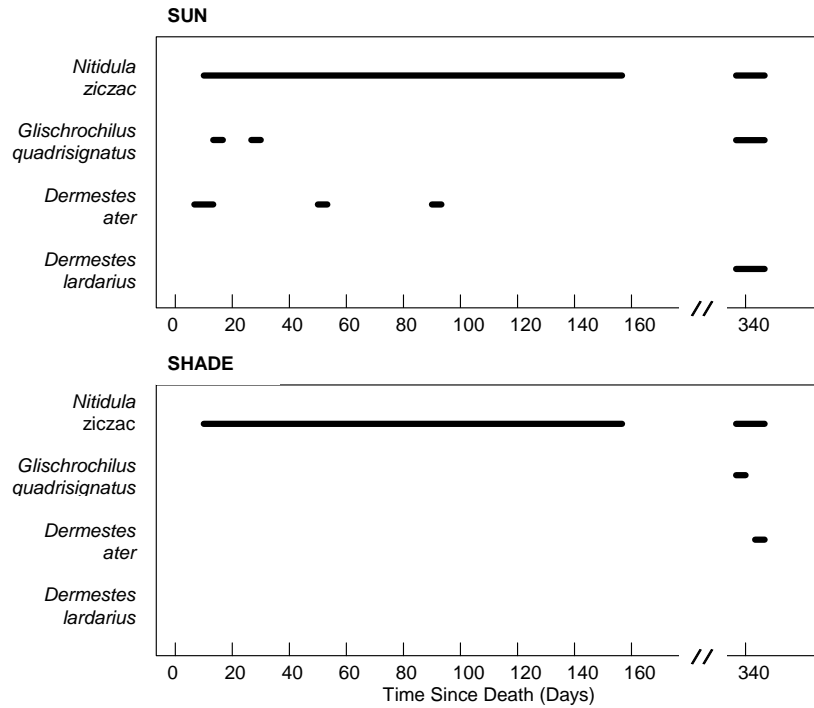 SUN
Nitidula
ziczac
Glischrochilus
quadrisignatus
Dermestes
ater
Dermestes
lardarius
0 20 40 60 80 100 120 140 160 // 340
SHADE
Nitidula
ziczac
Glischrochilus
quadrisignatus
Dermestes
ater
Dermestes
lardarius
0 20 40 60 80 100 120 140 160 // 340
Time Since Death (Days)